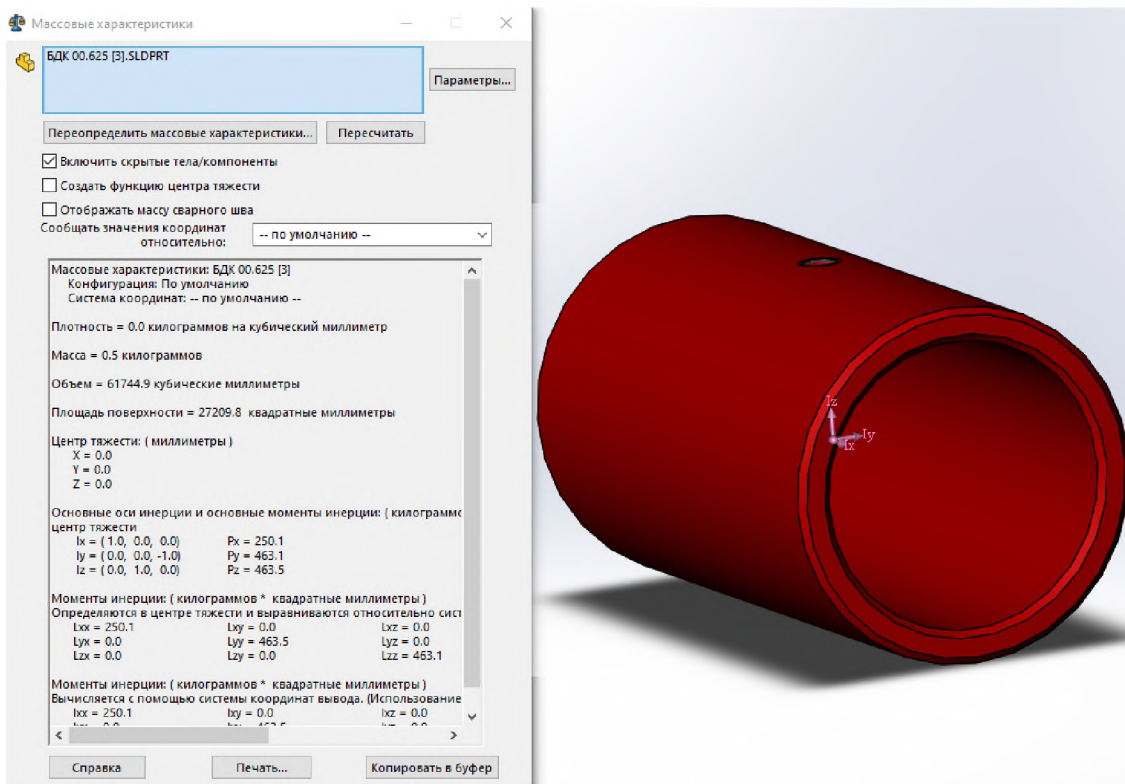 Массовые характеристики
БДК 00.625 [3].SLDPRT
Параметры...
Переопределить массовые характеристики... Пересчитать
Включить скрытые тела/компоненты
Создать функцию центра тяжести
Отображать массу сварного шва
Сообщать значения координат
относительно: -- по умолчанию --
Массовые характеристики: БДК 00.625 [3]
Конфигурация: По умолчанию
Система координат: -- по умолчанию --
Плотность = 0.0 килограммов на кубический миллиметр
Масса = 0.5 килограммов
Объем = 61744.9 кубические миллиметры
Площадь поверхности = 27209.8 квадратные миллиметры
Центр тяжести: ( миллиметры )
X = 0.0
Y = 0.0
Z = 0.0
Основные оси инерции и основные моменты инерции: ( килограммо
центр тяжести
Ix = ( 1.0, 0.0, 0.0) Px = 250.1
Iy = ( 0.0, 0.0, -1.0) Py = 463.1
Iz = ( 0.0, 1.0, 0.0) Pz = 463.5
Моменты инерции: ( килограммов * квадратные миллиметры )
Определяются в центре тяжести и выравниваются относительно сист
Lxx = 250.1 Lxy = 0.0 Lxz = 0.0
Lyx = 0.0 Lyy = 463.5 Lyz = 0.0
Lzx = 0.0 Lzy = 0.0 Lzz = 463.1
Моменты инерции: ( килограммов * квадратные миллиметры )
Вычисляется с помощью системы координат вывода. (Использование
Ixx = 250.1 Ixy = 0.0 Ixz = 0.0
Справка Печать... Копировать в буфер
Iz
Iy
Ix